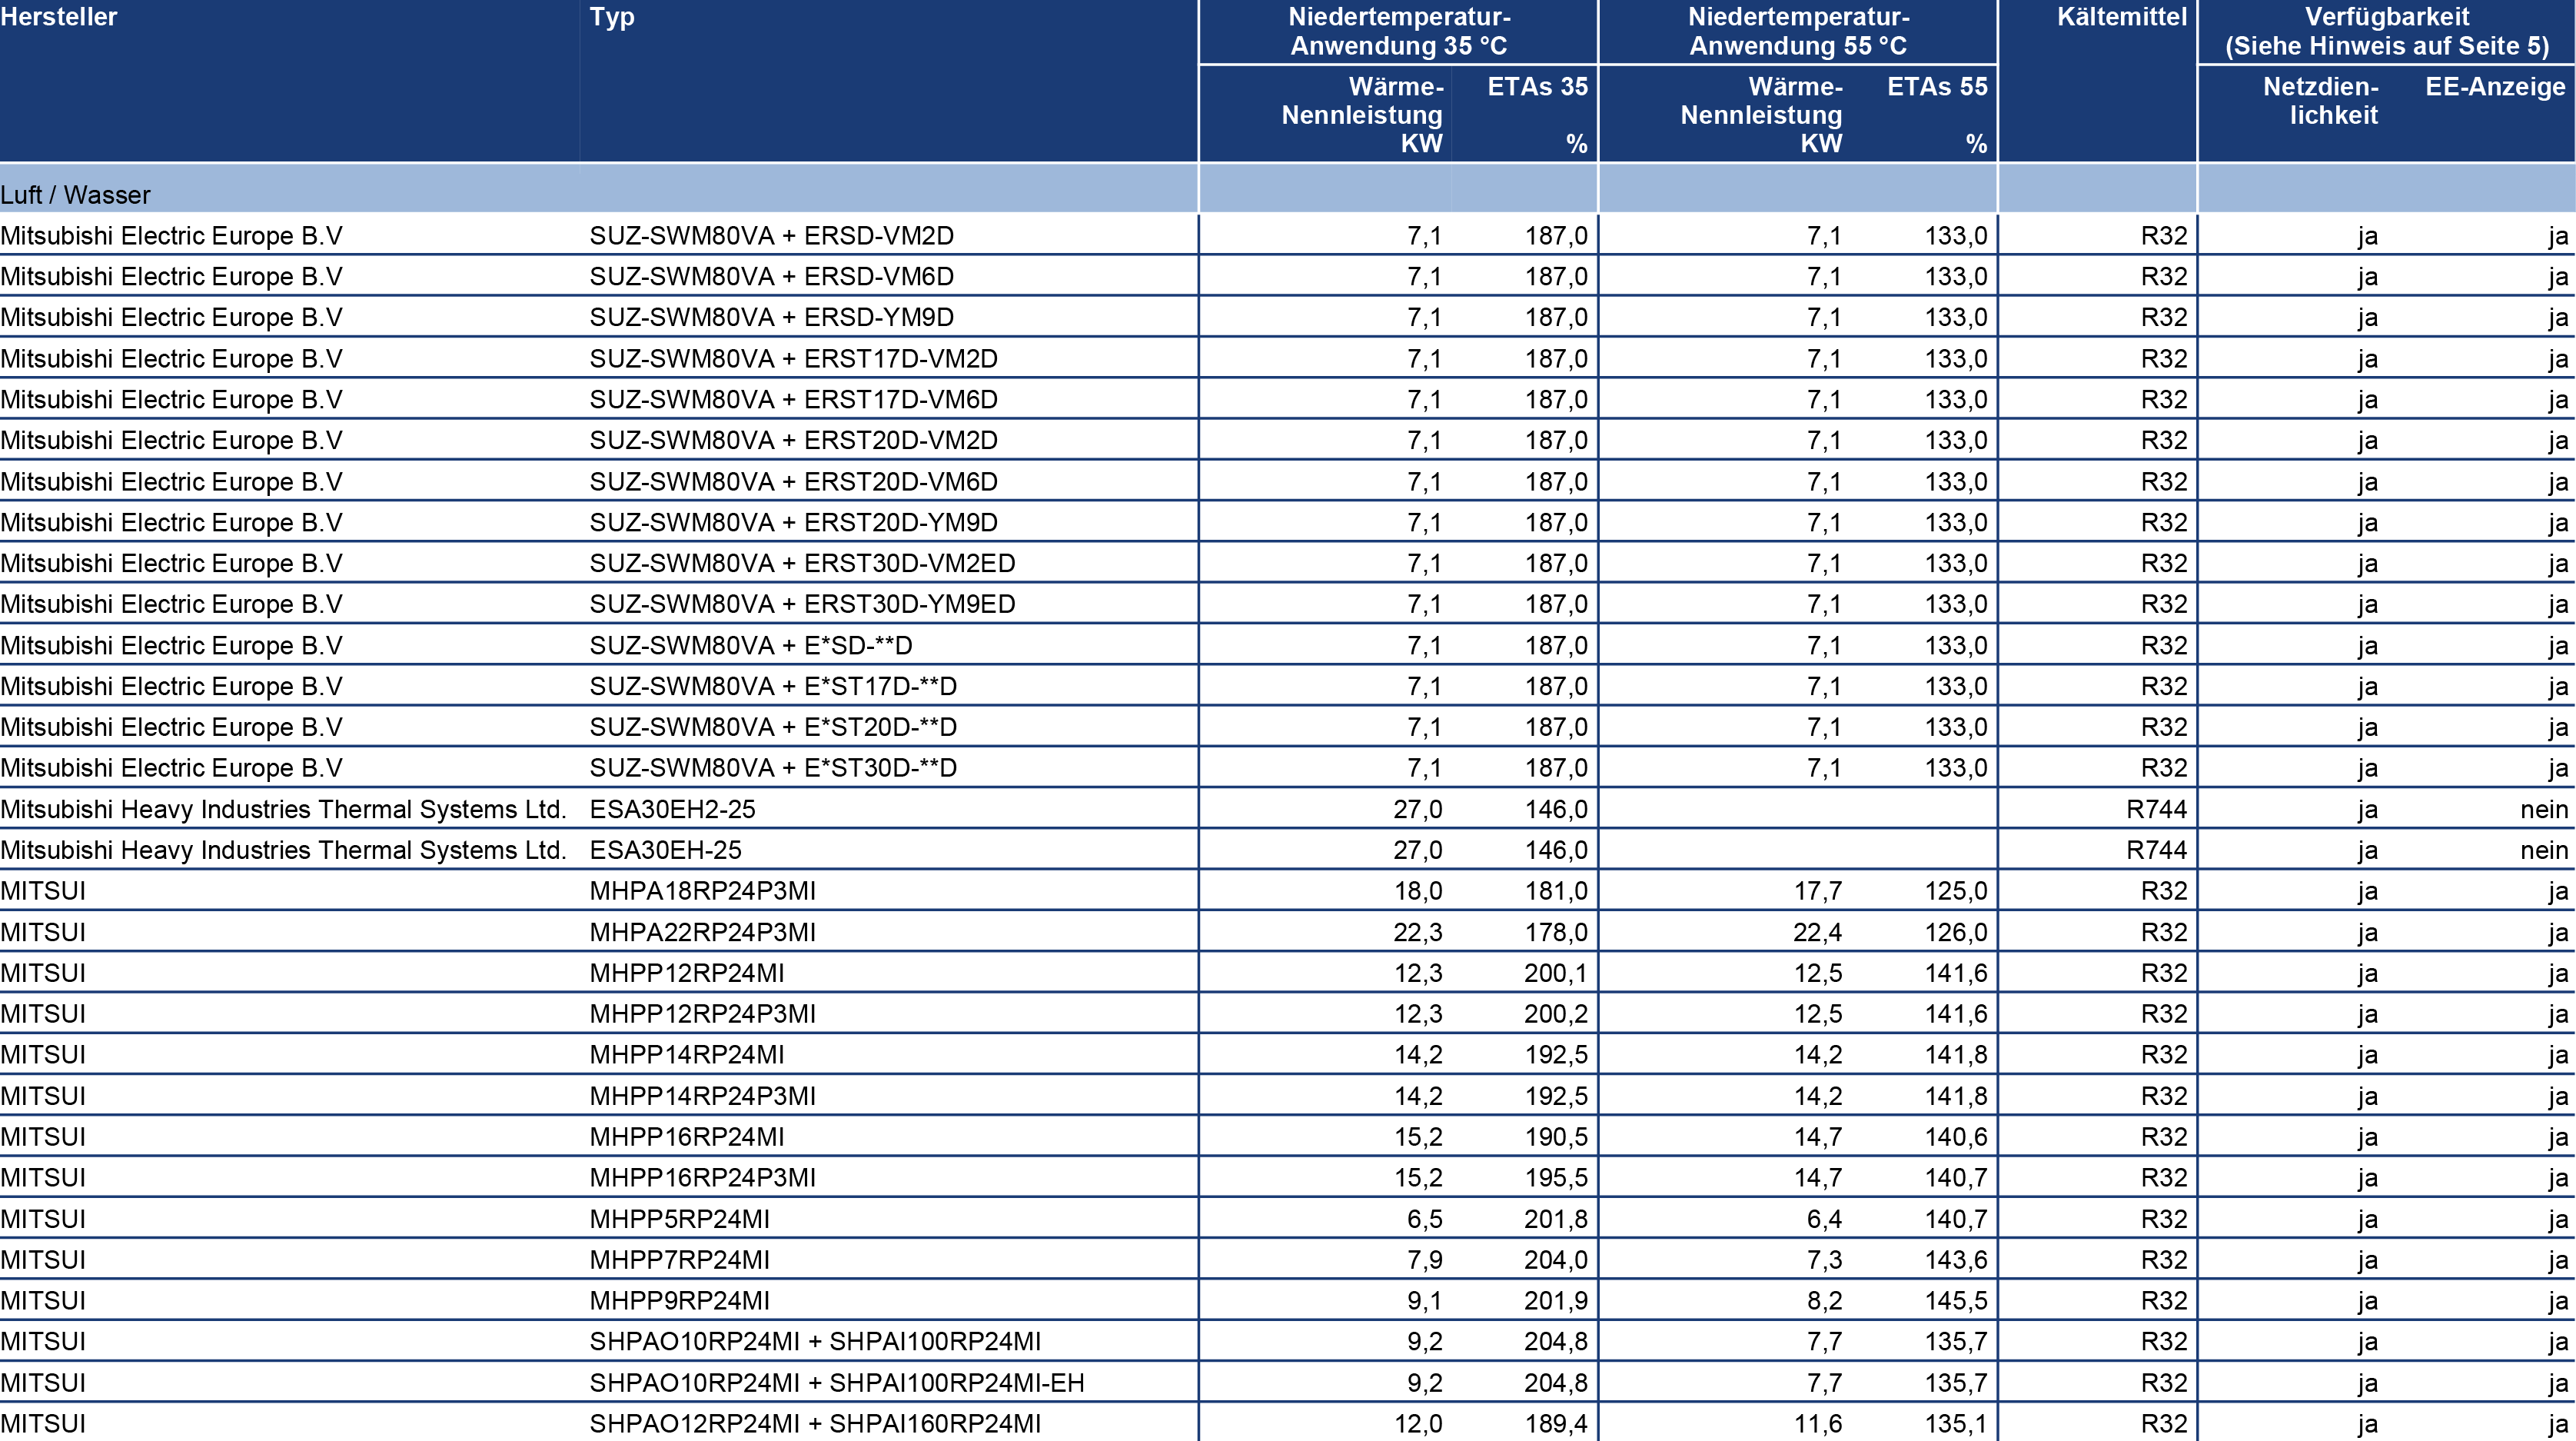 Hersteller Typ Niedertemperatur- Niedertemperatur- Kältemittel Verfügbarkeit
Anwendung 35 °C Anwendung 55 °C (Siehe Hinweis auf Seite 5)
Wärme- ETAs 35 Wärme- ETAs 55 Netzdien- EE-Anzeige
Nennleistung Nennleistung lichkeit
KW % KW %
Luft / Wasser
Mitsubishi Electric Europe B.V SUZ-SWM80VA + ERSD-VM2D 7,1 187,0 7,1 133,0 R32 ja ja
Mitsubishi Electric Europe B.V SUZ-SWM80VA + ERSD-VM6D 7,1 187,0 7,1 133,0 R32 ja ja
Mitsubishi Electric Europe B.V SUZ-SWM80VA + ERSD-YM9D 7,1 187,0 7,1 133,0 R32 ja ja
Mitsubishi Electric Europe B.V SUZ-SWM80VA + ERST17D-VM2D 7,1 187,0 7,1 133,0 R32 ja ja
Mitsubishi Electric Europe B.V SUZ-SWM80VA + ERST17D-VM6D 7,1 187,0 7,1 133,0 R32 ja ja
Mitsubishi Electric Europe B.V SUZ-SWM80VA + ERST20D-VM2D 7,1 187,0 7,1 133,0 R32 ja ja
Mitsubishi Electric Europe B.V SUZ-SWM80VA + ERST20D-VM6D 7,1 187,0 7,1 133,0 R32 ja ja
Mitsubishi Electric Europe B.V SUZ-SWM80VA + ERST20D-YM9D 7,1 187,0 7,1 133,0 R32 ja ja
Mitsubishi Electric Europe B.V SUZ-SWM80VA + ERST30D-VM2ED 7,1 187,0 7,1 133,0 R32 ja ja
Mitsubishi Electric Europe B.V SUZ-SWM80VA + ERST30D-YM9ED 7,1 187,0 7,1 133,0 R32 ja ja
Mitsubishi Electric Europe B.V SUZ-SWM80VA + E*SD-**D 7,1 187,0 7,1 133,0 R32 ja ja
Mitsubishi Electric Europe B.V SUZ-SWM80VA + E*ST17D-**D 7,1 187,0 7,1 133,0 R32 ja ja
Mitsubishi Electric Europe B.V SUZ-SWM80VA + E*ST20D-**D 7,1 187,0 7,1 133,0 R32 ja ja
Mitsubishi Electric Europe B.V SUZ-SWM80VA + E*ST30D-**D 7,1 187,0 7,1 133,0 R32 ja ja
Mitsubishi Heavy Industries Thermal Systems Ltd. ESA30EH2-25 27,0 146,0 R744 ja nein
Mitsubishi Heavy Industries Thermal Systems Ltd. ESA30EH-25 27,0 146,0 R744 ja nein
MITSUI MHPA18RP24P3MI 18,0 181,0 17,7 125,0 R32 ja ja
MITSUI MHPA22RP24P3MI 22,3 178,0 22,4 126,0 R32 ja ja
MITSUI MHPP12RP24MI 12,3 200,1 12,5 141,6 R32 ja ja
MITSUI MHPP12RP24P3MI 12,3 200,2 12,5 141,6 R32 ja ja
MITSUI MHPP14RP24MI 14,2 192,5 14,2 141,8 R32 ja ja
MITSUI MHPP14RP24P3MI 14,2 192,5 14,2 141,8 R32 ja ja
MITSUI MHPP16RP24MI 15,2 190,5 14,7 140,6 R32 ja ja
MITSUI MHPP16RP24P3MI 15,2 195,5 14,7 140,7 R32 ja ja
MITSUI MHPP5RP24MI 6,5 201,8 6,4 140,7 R32 ja ja
MITSUI MHPP7RP24MI 7,9 204,0 7,3 143,6 R32 ja ja
MITSUI MHPP9RP24MI 9,1 201,9 8,2 145,5 R32 ja ja
MITSUI SHPAO10RP24MI + SHPAI100RP24MI 9,2 204,8 7,7 135,7 R32 ja ja
MITSUI SHPAO10RP24MI + SHPAI100RP24MI-EH 9,2 204,8 7,7 135,7 R32 ja ja
MITSUI SHPAO12RP24MI + SHPAI160RP24MI 12,0 189,4 11,6 135,1 R32 ja ja